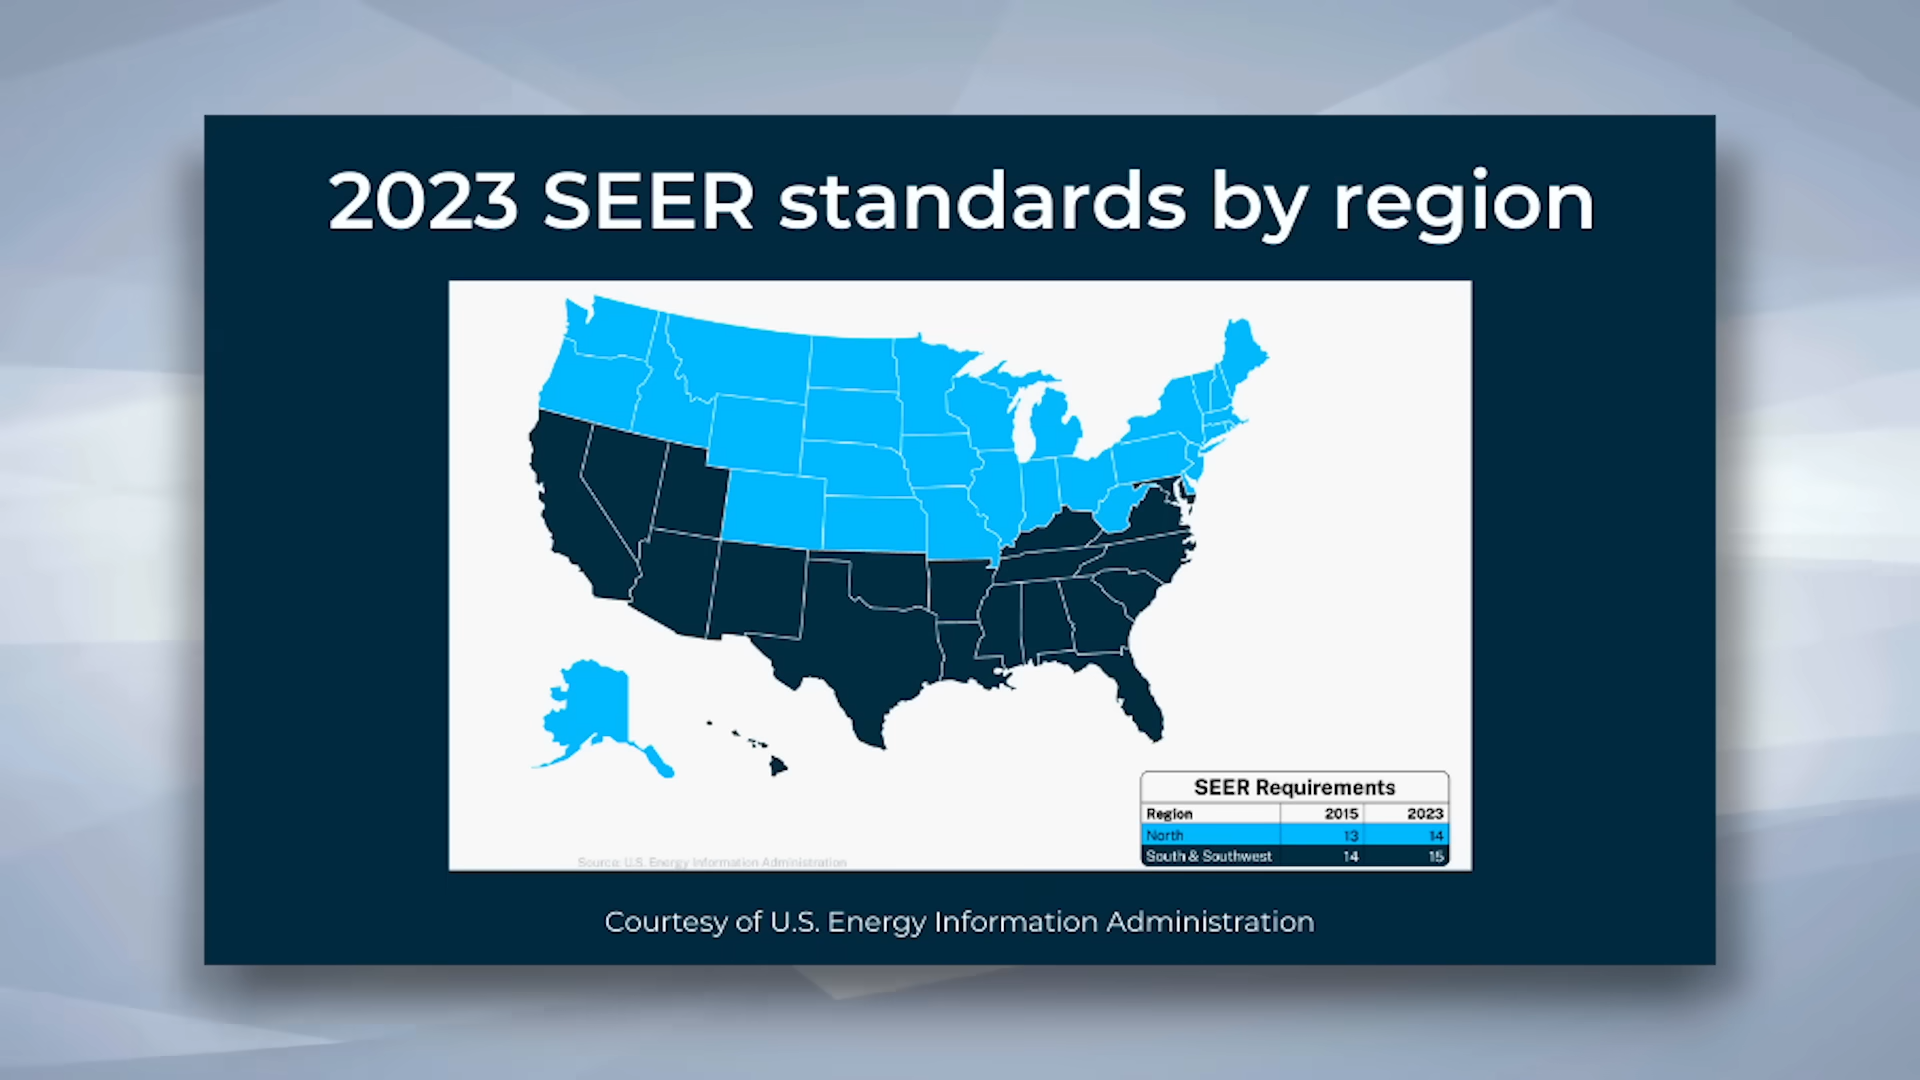 2023 SEER standards by region
SEER Requirements
Region 2015 2023
North 13 14
South & Southwest 14 15
Source: U.S. Energy Information Administration
Courtesy of U.S. Energy Information Administration